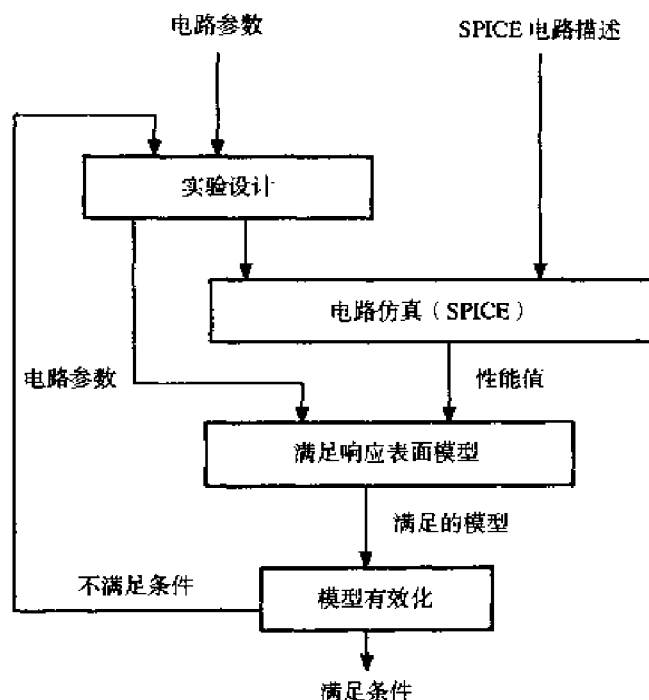 电路参数
SPICE 电路描述
实验设计
电路仿真（SPICE）
电路参数
性能值
满足响应表面模型
满足的模型
不满足条件
模型有效化
满足条件